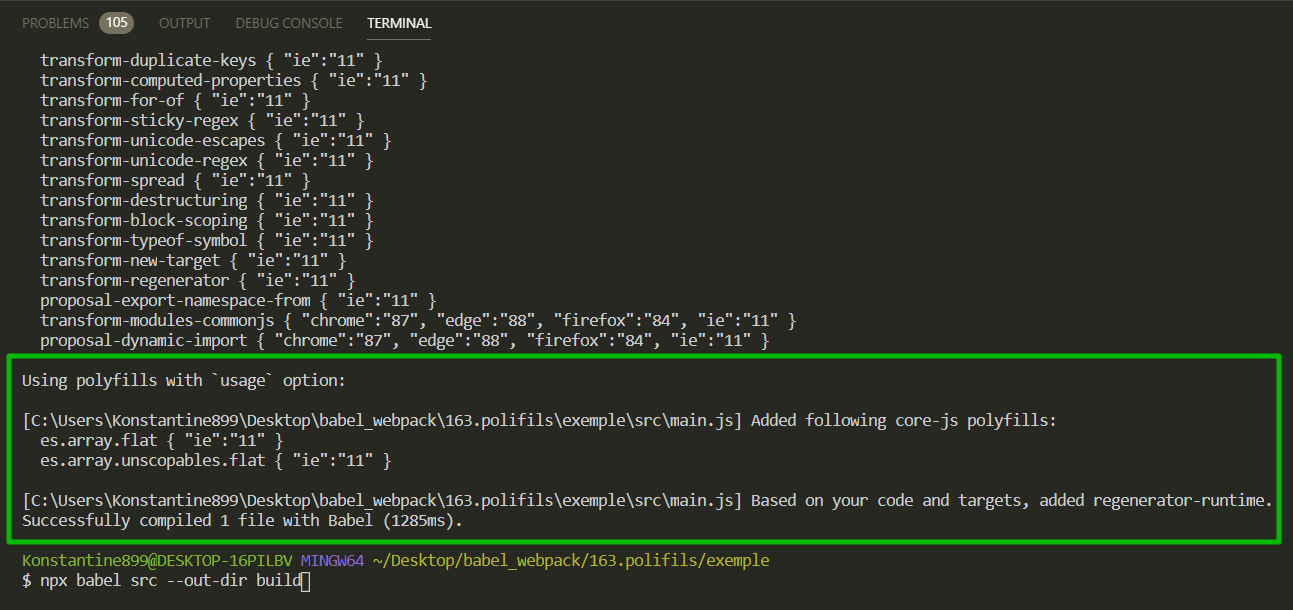 PROBLEMS 105 OUTPUT DEBUG CONSOLE TERMINAL
transform-duplicate-keys { "ie":"11" }
transform-computed-properties { "ie":"11" }
transform-for-of { "ie":"11" }
transform-sticky-regex { "ie":"11" }
transform-unicode-escapes { "ie":"11" }
transform-unicode-regex { "ie":"11" }
transform-spread { "ie":"11" }
transform-destructuring { "ie":"11" }
transform-block-scoping { "ie":"11" }
transform-typeof-symbol { "ie":"11" }
transform-new-target { "ie":"11" }
transform-regenerator { "ie":"11" }
proposal-export-namespace-from { "ie":"11" }
transform-modules-commonjs { "chrome":"87", "edge":"88", "firefox":"84", "ie":"11" }
proposal-dynamic-import { "chrome":"87", "edge":"88", "firefox":"84", "ie":"11" }
Using polyfills with `usage` option:
[C:\Users\Konstantine899\Desktop\babel_webpack\163.polifils\exemple\src\main.js] Added following core-js polyfills:
es.array.flat { "ie":"11" }
es.array.unscopables.flat { "ie":"11" }
[C:\Users\Konstantine899\Desktop\babel_webpack\163.polifils\exemple\src\main.js] Based on your code and targets, added regenerator-runtime.
Successfully compiled 1 file with Babel (1285ms).
Konstantine899@DESKTOP-16PILBV MINGW64 ~/Desktop/babel_webpack/163.polifils/exemple
$ npx babel src --out-dir build